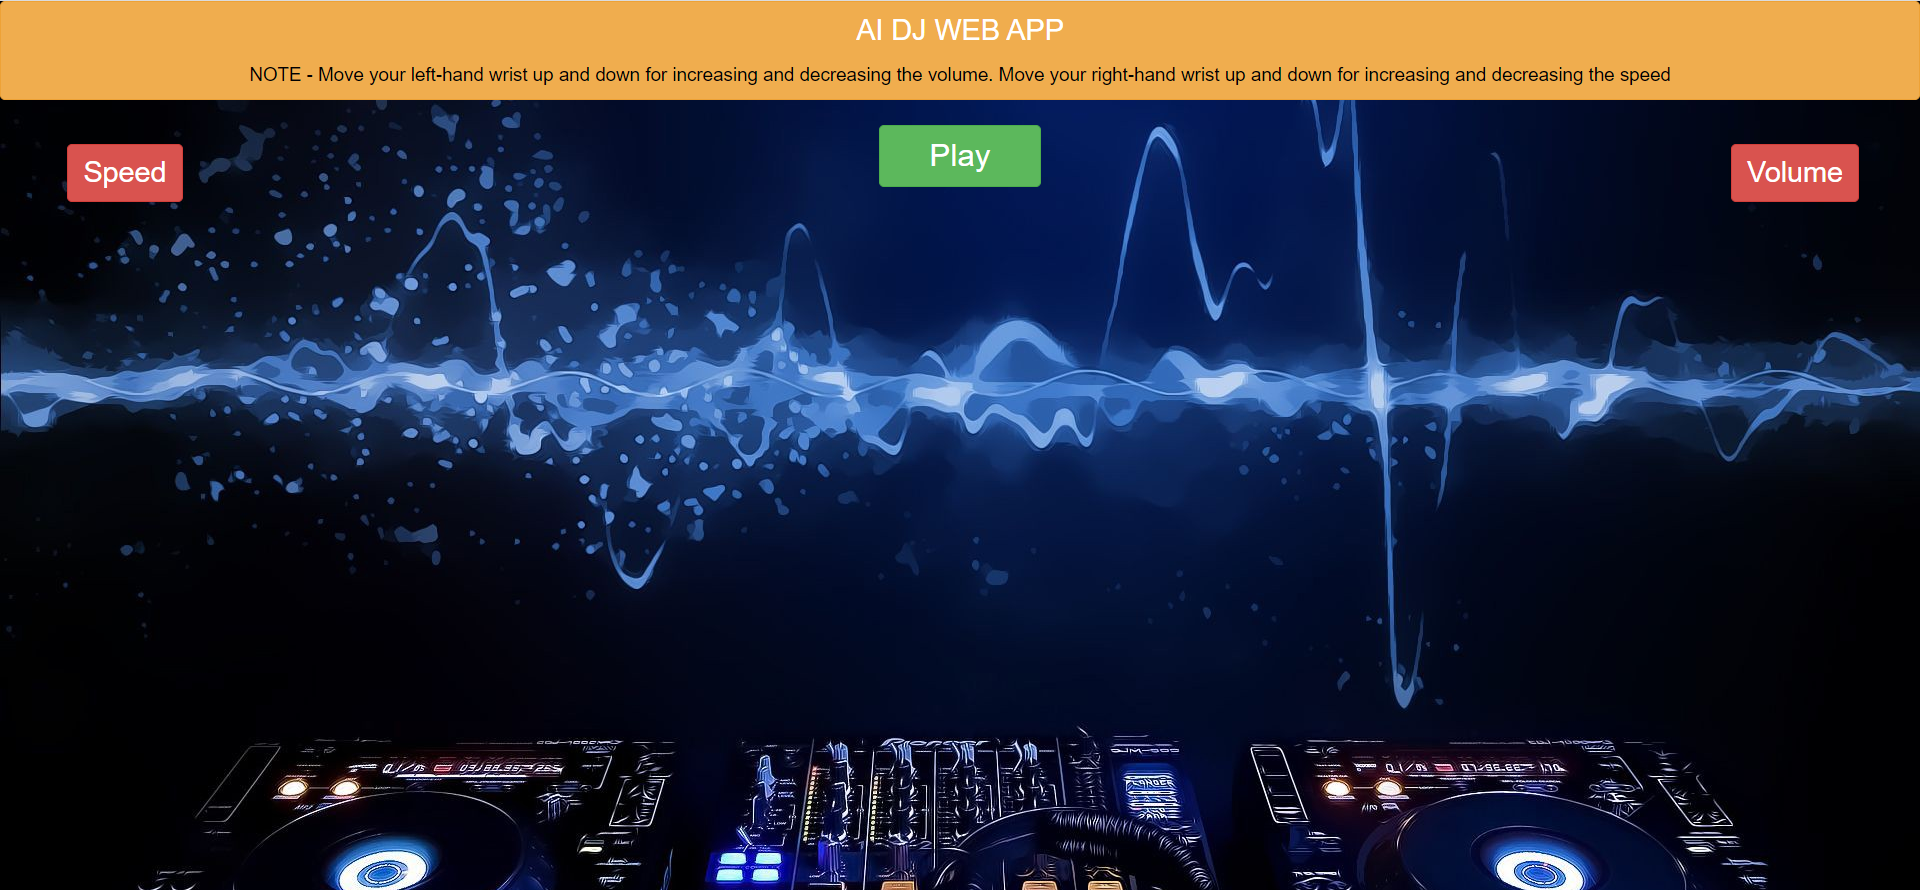 AI DJ WEB APP
NOTE - Move your left-hand wrist up and down for increasing and decreasing the volume. Move your right-hand wrist up and down for increasing and decreasing the speed
Play
Speed
Volume